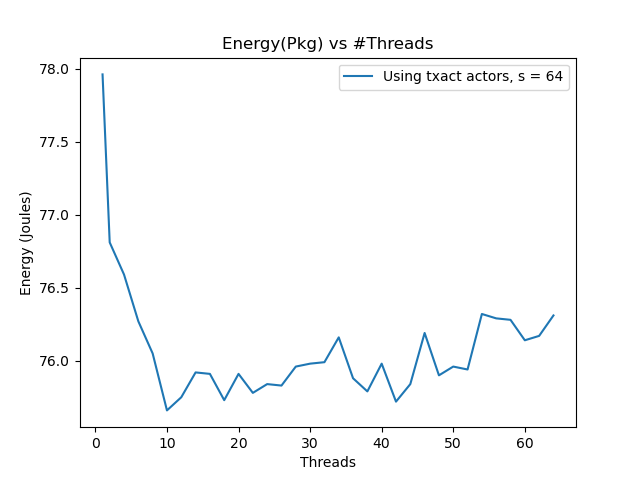 Energy(Pkg) vs #Threads
Using txact actors, s = 64
78.0
77.5
77.0
76.5
76.0
Energy (Joules)
0 10 20 30 40 50 60
Threads